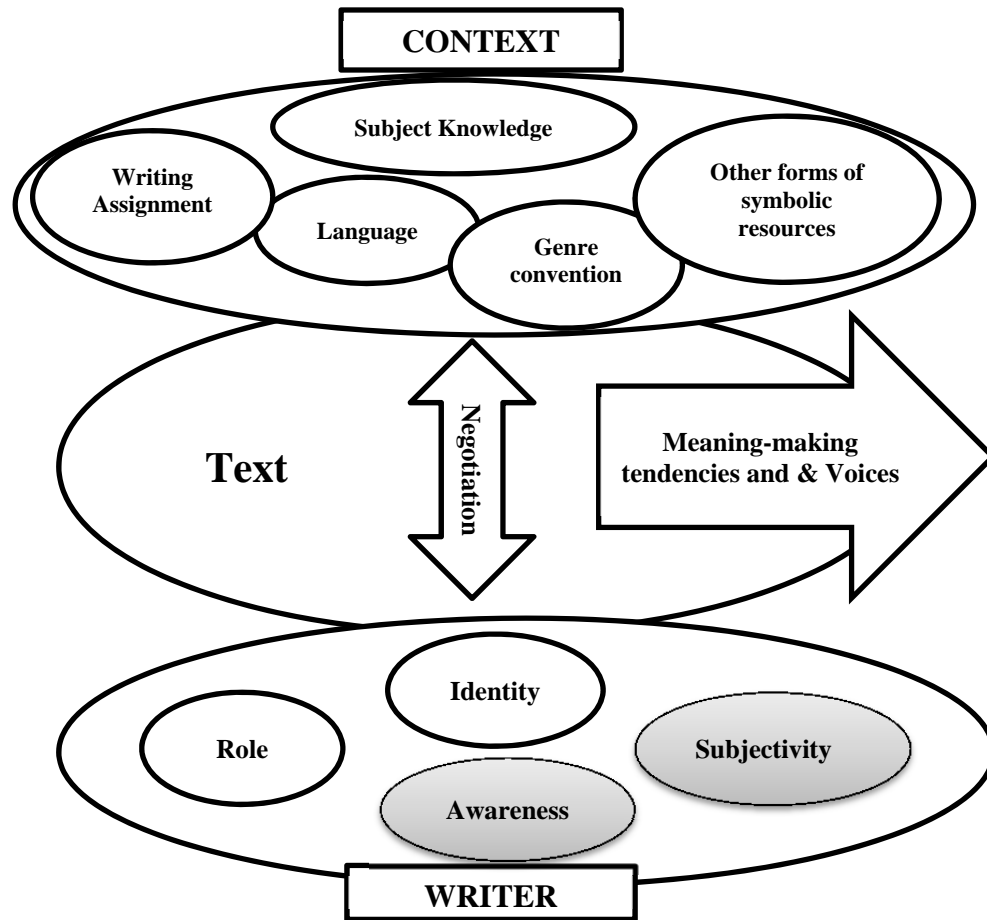 CONTEXT
Subject Knowledge
Writing
Assignment
Language
Genre
convention
Other forms of
symbolic
resources
Text
Negotiation
Meaning-making
tendencies and & Voices
Identity
Role
Subjectivity
Awareness
WRITER